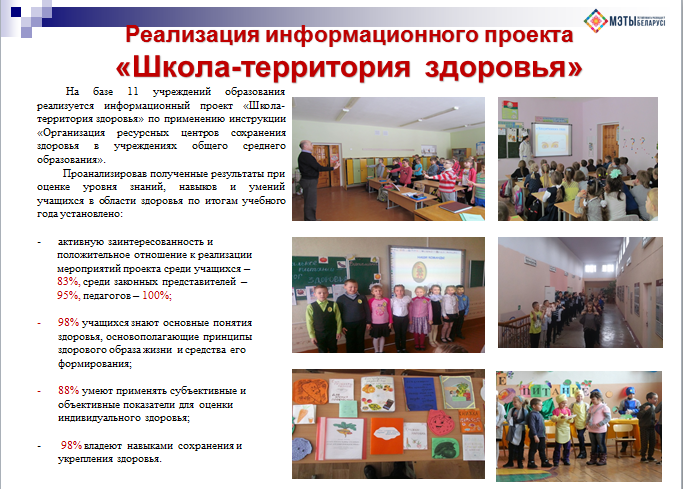 МЭТЫ
БЕЛАРУСІ
Реализация информационного проекта
«Школа-территория здоровья»
На базе 11 учреждений образования
реализуется информационный проект «Школа-
территория здоровья» по применению инструкции
«Организация ресурсных центров сохранения
здоровья в учреждениях общего среднего
образования».
Проанализировав полученные результаты при
оценке уровня знаний, навыков и умений
учащихся в области здоровья по итогам учебного
года установлено:
- активную заинтересованность и
положительное отношение к реализации
мероприятий проекта среди учащихся –
83%, среди законных представителей –
95%, педагогов – 100%;
- 98% учащихся знают основные понятия
здоровья, основополагающие принципы
здорового образа жизни и средства его
формирования;
- 88% умеют применять субъективные и
объективные показатели для оценки
индивидуального здоровья;
- 98% владеют навыками сохранения и
укрепления здоровья.
ПИТАНИЕ